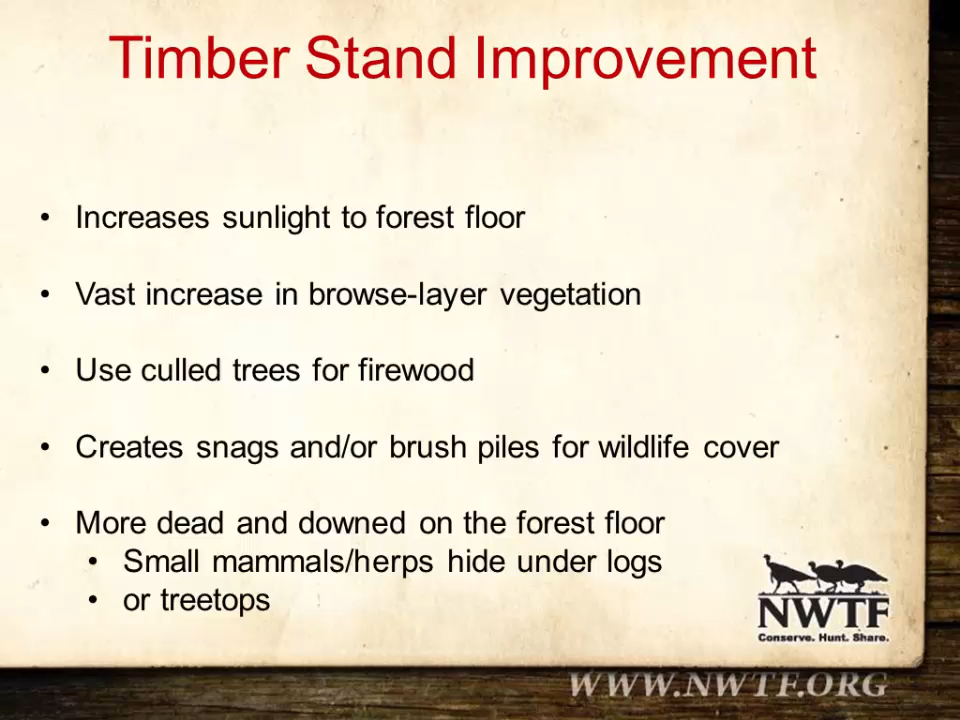 Timber Stand Improvement
• Increases sunlight to forest floor
• Vast increase in browse-layer vegetation
• Use culled trees for firewood
• Creates snags and/or brush piles for wildlife cover
• More dead and downed on the forest floor
• Small mammals/herps hide under logs
• or treetops
NWTF
Conserve. Hunt. Share.
WWW.NWTF.ORG